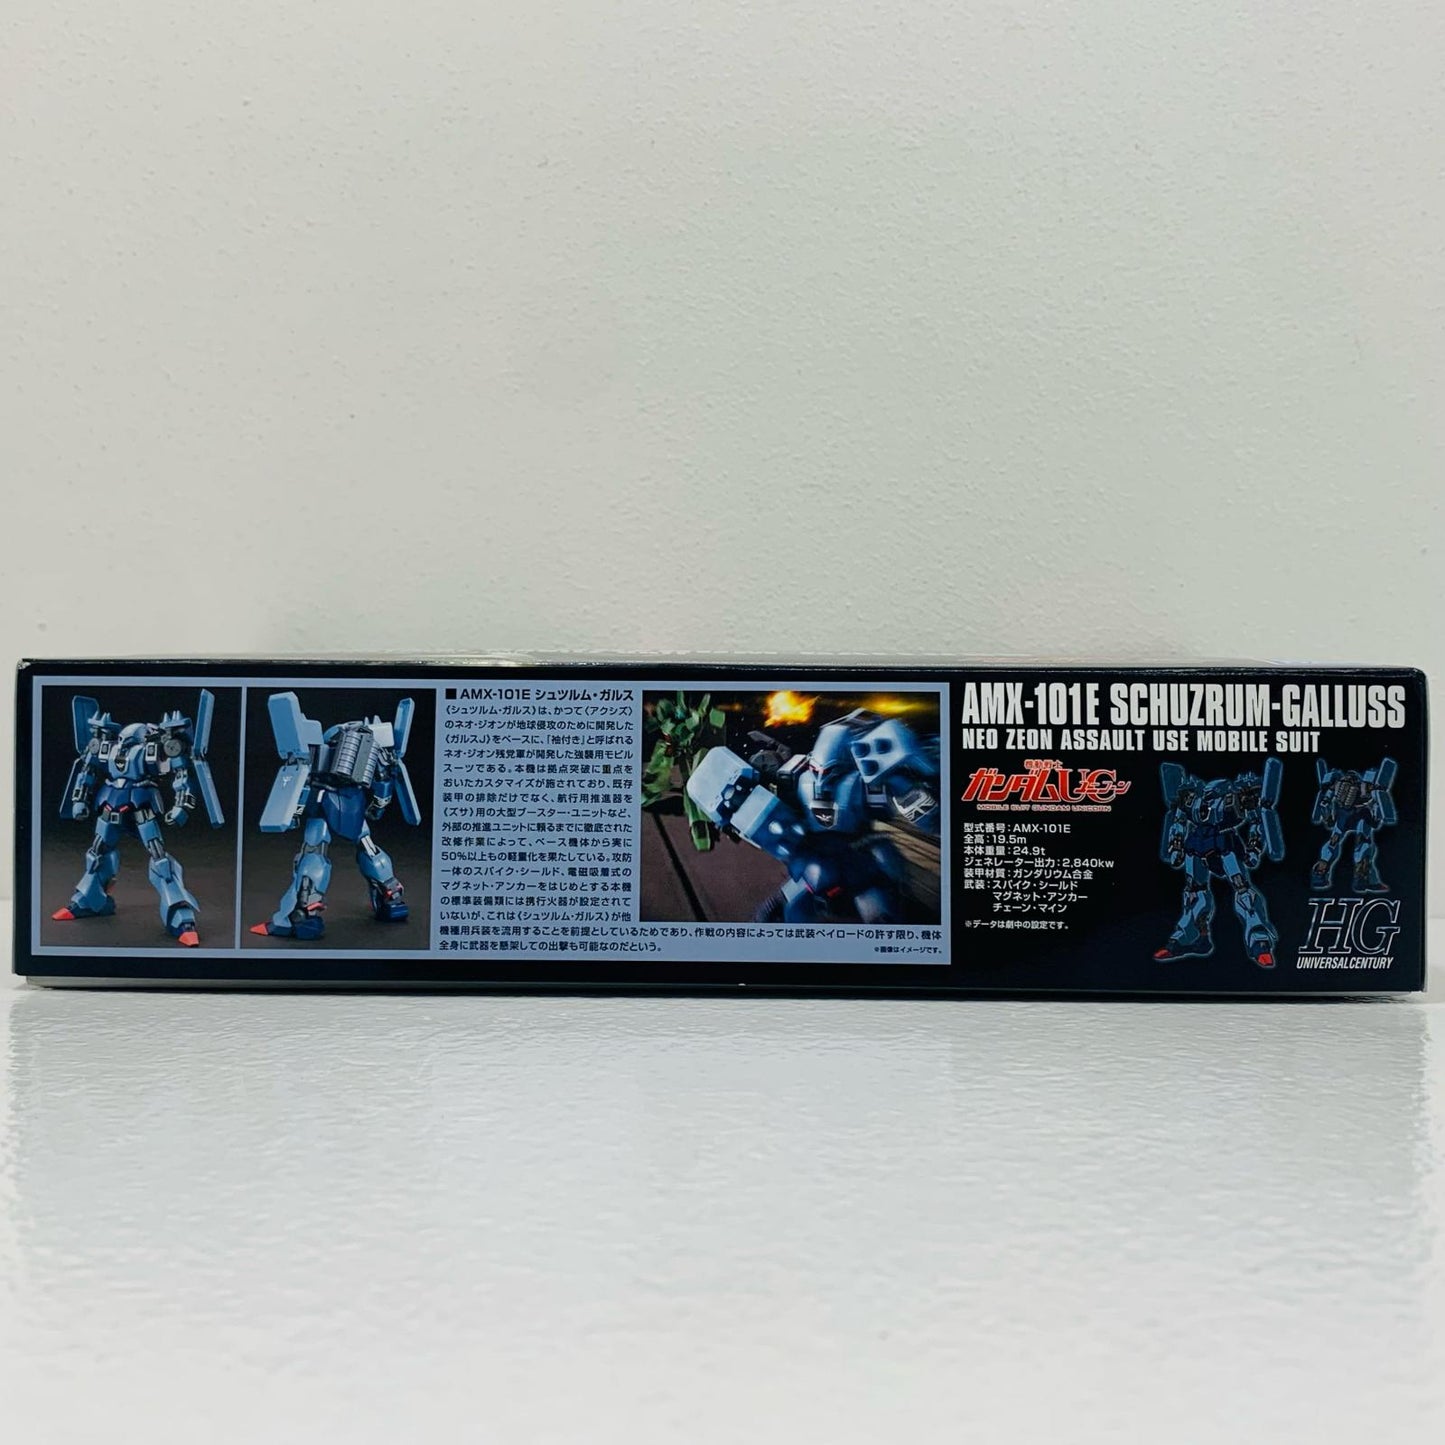 ■ AMX-101E シュツルム・ガルス
《シュツルム・ガルス》は、かつて《アクシズ》
のネオ・ジオンが地球侵攻のために開発した
《ガルスJ》をベースに、「袖付き」と呼ばれる
ネオ・ジオン残党軍が開発した強襲用モビル
スーツである。本機は拠点突破に重点を
おいたカスタマイズが施されており、既存
装甲の排除だけでなく、航行用推進器を
《ズサ》用の大型ブースター・ユニットなど、
外部の推進ユニットに頼るまでに徹底された
改修作業によって、ベース機体から実に
50%以上もの軽量化を果たしている。攻防
一体のスパイク・シールド、電磁吸着式の
マグネット・アンカーをはじめとする本機
の標準装備類には携行火器が設定されて
いないが、これは《シュツルム・ガルス》が他
機種用兵装を流用することを前提としているためであり、作戦の内容によっては武装ペイロードの許す限り、機体
全身に武器を懸架しての出撃も可能なのだという。
※画像はイメージです。
AMX-101E SCHUZRUM-GALLUSS
NEO ZEON ASSAULT USE MOBILE SUIT
機動戦士
ガンダムUC ユニコーン
MOBILE SUIT GUNDAM UNICORN
型式番号:AMX-101E
全高:19.5m
本体重量:24.9t
ジェネレーター出力:2,840kw
装甲材質:ガンダリウム合金
武装:スパイク・シールド
マグネット・アンカー
チェーン・マイン
※データは劇中の設定です。
HG
UNIVERSAL CENTURY